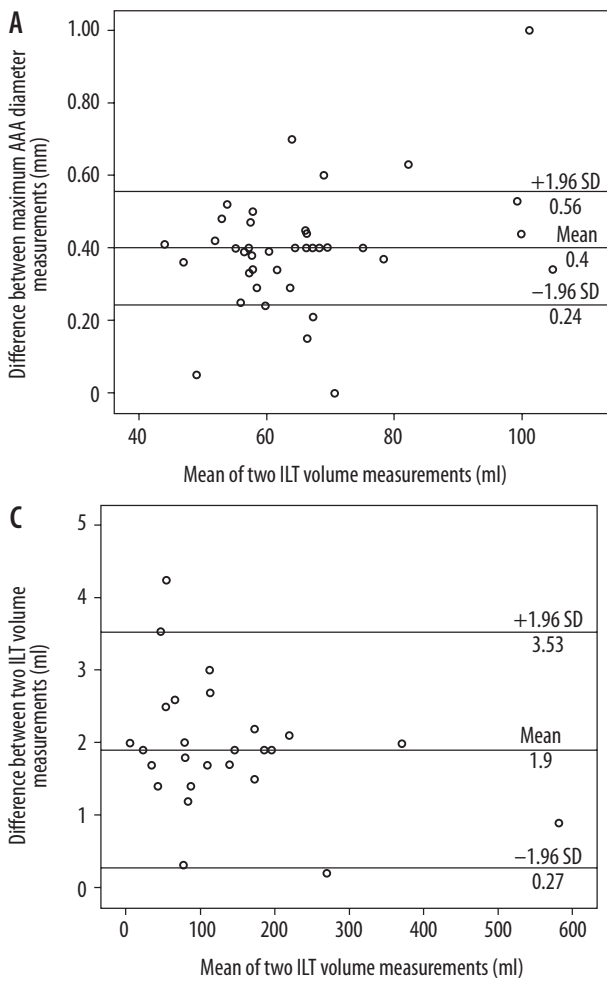 A
Difference between maximum AAA diameter
measurements (mm)
1.00
0.80
0.60
0.40
0.20
0
+1.96 SD
0.56
Mean
0.4
−1.96 SD
0.24
40
60
80
100
Mean of two ILT volume measurements (ml)
C
Difference between two ILT volume
measurements (ml)
5
4
3
2
1
0
+1.96 SD
3.53
Mean
1.9
−1.96 SD
0.27
0
100
200
300
400
500
600
Mean of two ILT volume measurements (ml)